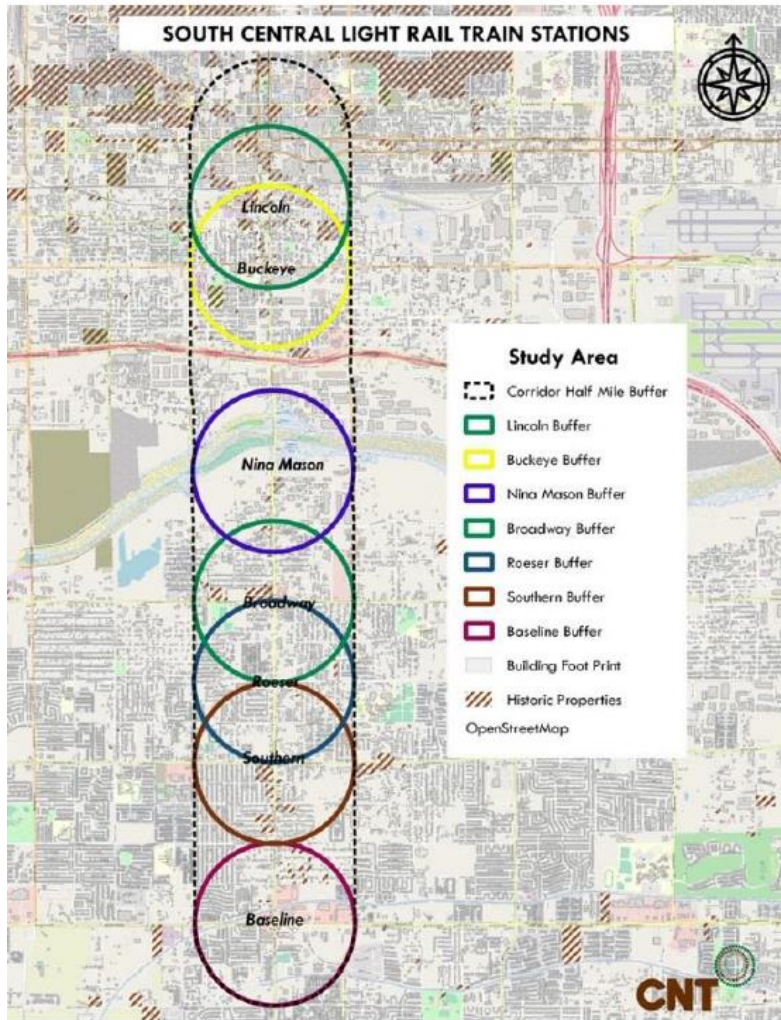 SOUTH CENTRAL LIGHT RAIL TRAIN STATIONS
Lincoln
Buckeye
Nina Mason
Broadway
Roeser
Southern
Baseline
Study Area
Corridor Half Mile Buffer
Lincoln Buffer
Buckeye Buffer
Nina Mason Buffer
Broadway Buffer
Roeser Buffer
Southern Buffer
Baseline Buffer
Building Foot Print
Historic Properties
OpenStreetMap
CNT